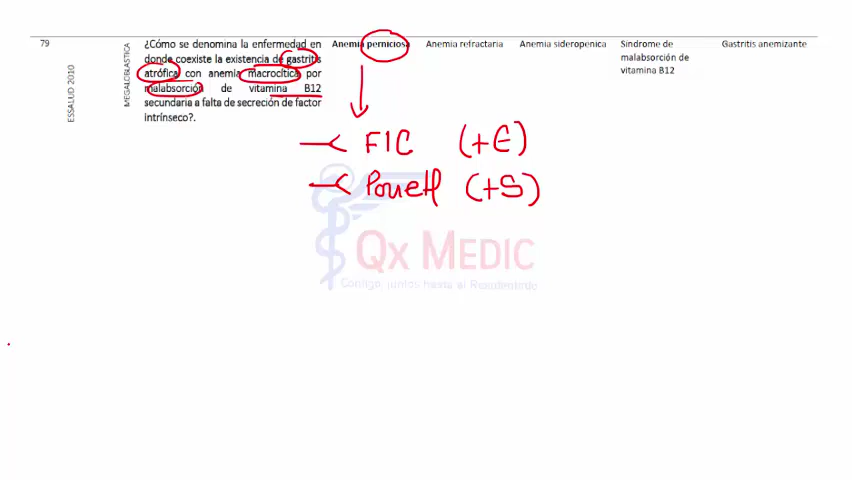 79
ESSALUD 2010
MEGALOBLASTICA
¿Cómo se denomina la enfermedad en
donde coexiste la existencia de gastritis
atrófica con anemia macrocítica por
malabsorción de vitamina B12
secundaria a falta de secreción de factor
intrínseco?.
Anemia perniciosa
Anemia refractaria
Anemia sideropenica
Sindrome de
malabsorción de
vitamina B12
Gastritis anemizante
FIC (+E)
(+S)
QX MEDIC
Contigo, juntos hasta el Residentado